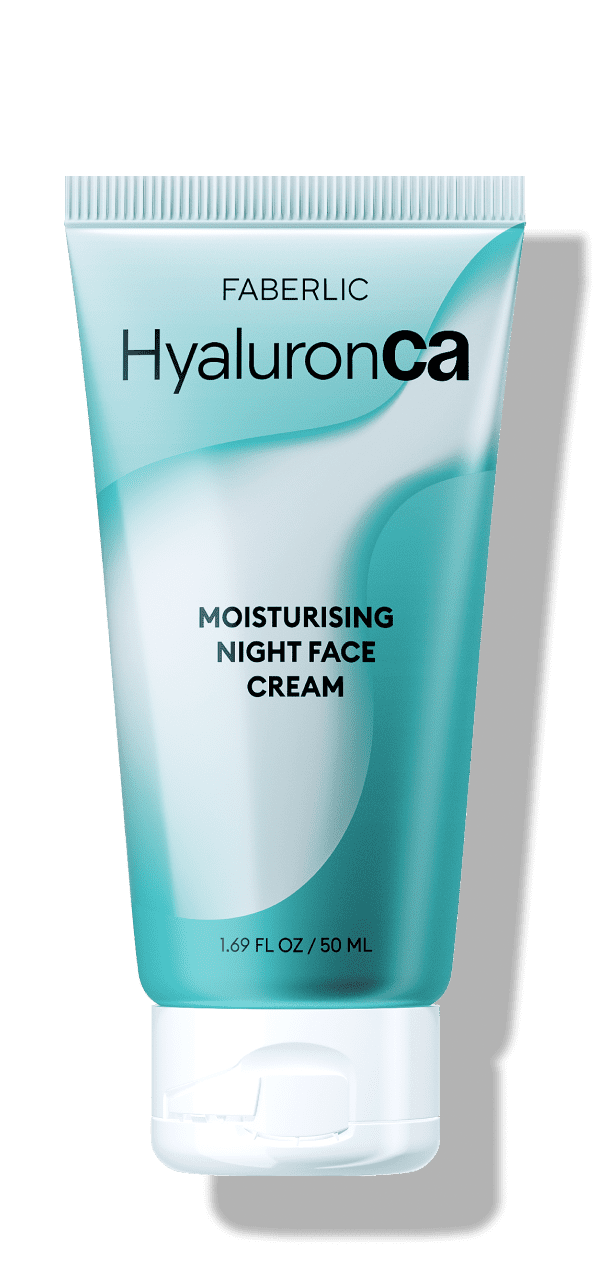 FABERLIC
Hyaluronca
MOISTURISING
NIGHT FACE
CREAM
1.69 FL OZ / 50 ML